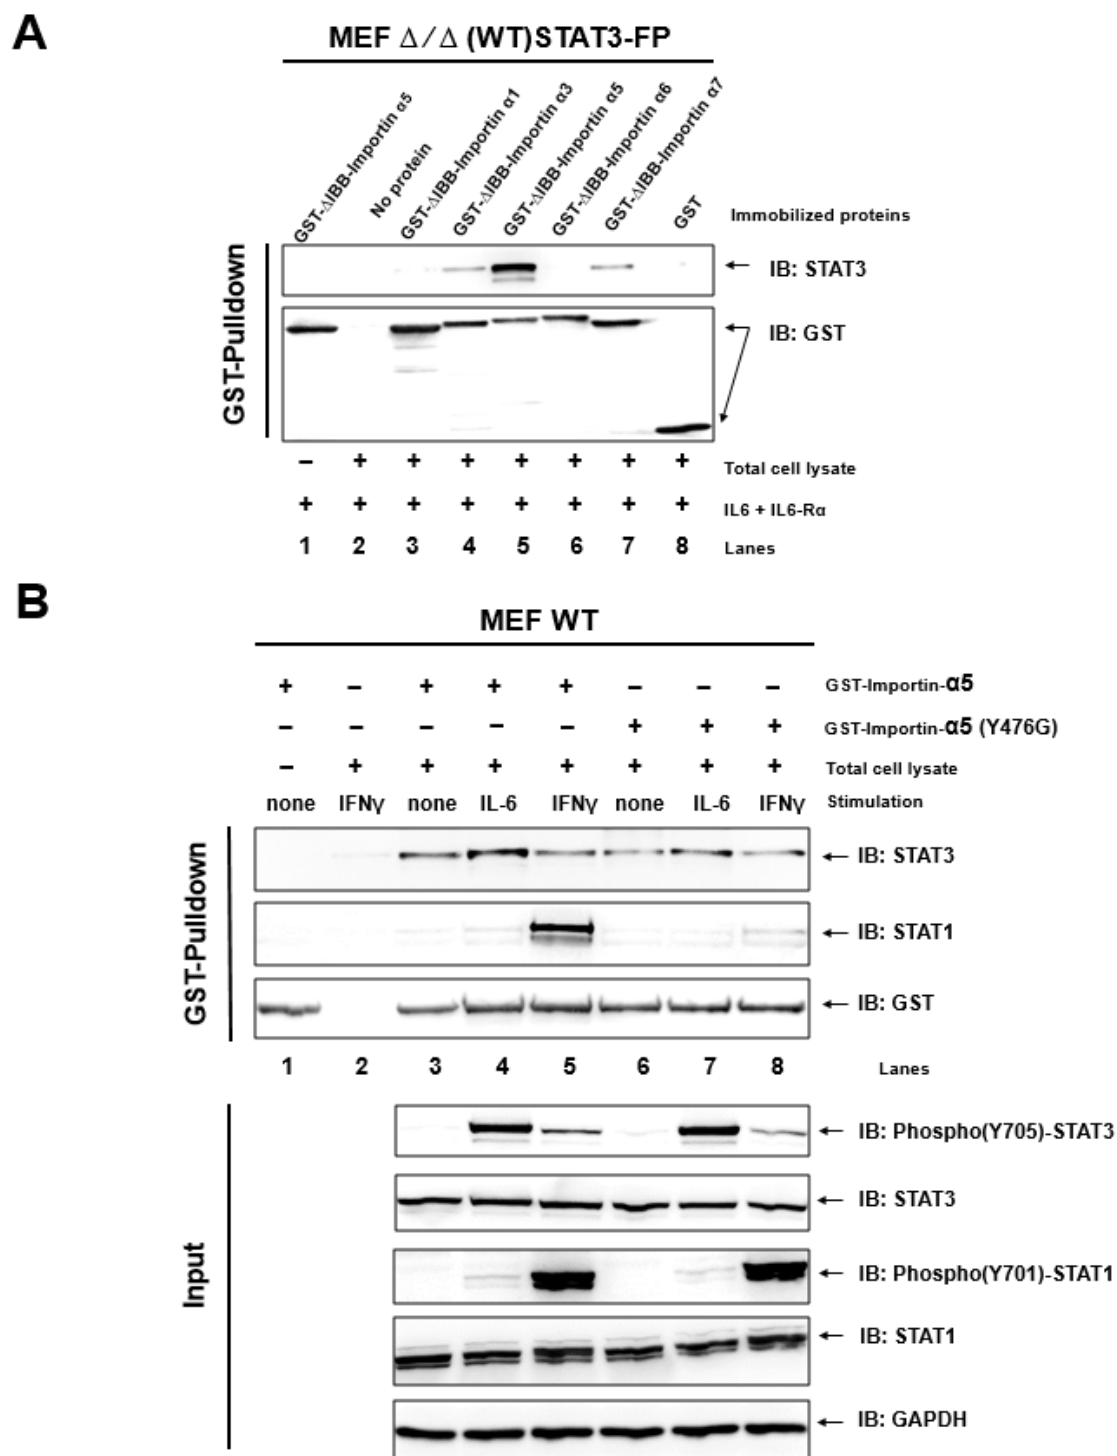 A
MEF Δ/Δ (WT)STAT3-FP
GST-ΔIBB-Importin α5
No protein
GST-ΔIBB-Importin α1
GST-ΔIBB-Importin α3
GST-ΔIBB-Importin α5
GST-ΔIBB-Importin α6
GST-ΔIBB-Importin α7
GST
Immobilized proteins
GST-Pulldown
IB: STAT3
IB: GST
– + + + + + + + Total cell lysate
+ + + + + + + + IL6 + IL6-Rα
1 2 3 4 5 6 7 8 Lanes
B
MEF WT
+ – + + + – – – GST-Importin-α5
– – – – – + + + GST-Importin-α5 (Y476G)
– + + + + + + + Total cell lysate
none IFNγ none IL-6 IFNγ none IL-6 IFNγ Stimulation
GST-Pulldown
IB: STAT3
IB: STAT1
IB: GST
1 2 3 4 5 6 7 8 Lanes
Input
IB: Phospho(Y705)-STAT3
IB: STAT3
IB: Phospho(Y701)-STAT1
IB: STAT1
IB: GAPDH